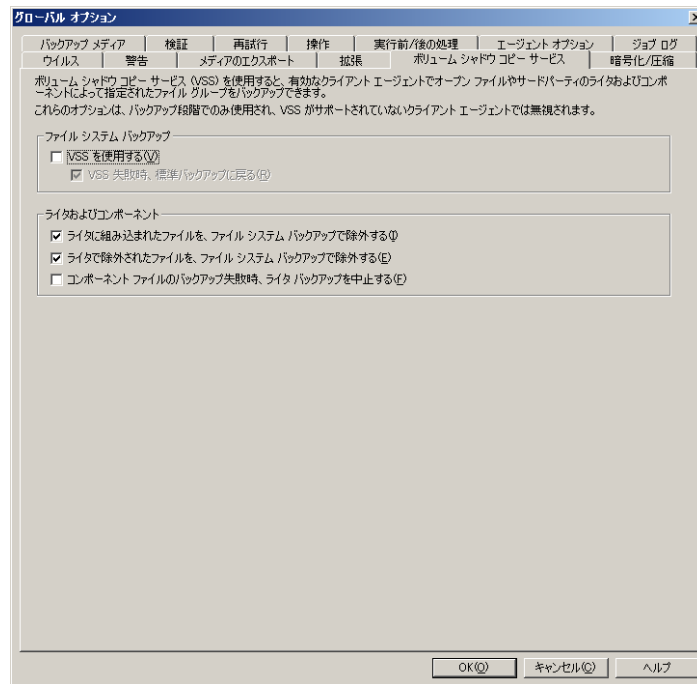 グローバル オプション
バックアップ メディア
検証
再試行
操作
実行前/後の処理
エージェント オプション
ジョブ ログ
ウイルス
警告
メディアのエクスポート
拡張
ボリューム シャドウ コピー サービス
暗号化/圧縮
ボリューム シャドウ コピー サービス (VSS) を使用すると、有効なクライアント エージェントでオープン ファイルやサードパーティのライタおよびコンポ
ーネントによって指定されたファイル グループをバックアップできます。
これらのオプションは、バックアップ段階でのみ使用され、VSS がサポートされていないクライアント エージェントでは無視されます。
ファイル システム バックアップ
VSS を使用する(V)
VSS 失敗時、標準バックアップに戻る(R)
ライタおよびコンポーネント
ライタに組み込まれたファイルを、ファイル システム バックアップで除外する(I)
ライタで除外されたファイルを、ファイル システム バックアップで除外する(E)
コンポーネント ファイルのバックアップ失敗時、ライタ バックアップを中止する(F)
OK(O)
キャンセル(C)
ヘルプ